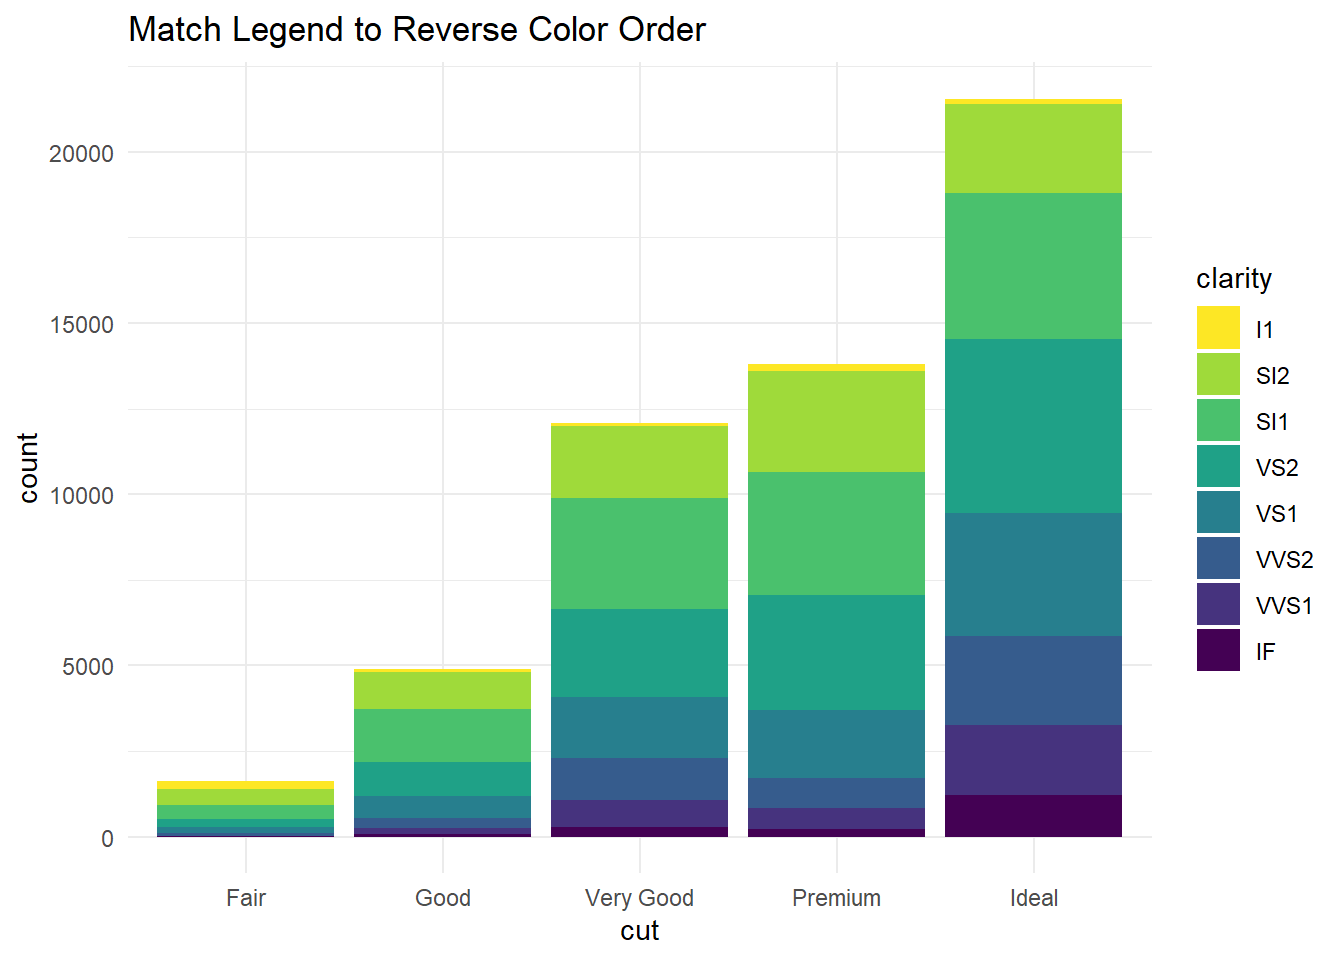 Match Legend to Reverse Color Order
20000
15000
10000
5000
0
count
Fair
Good
Very Good
Premium
Ideal
cut
clarity
I1
SI2
SI1
VS2
VS1
VVS2
VVS1
IF